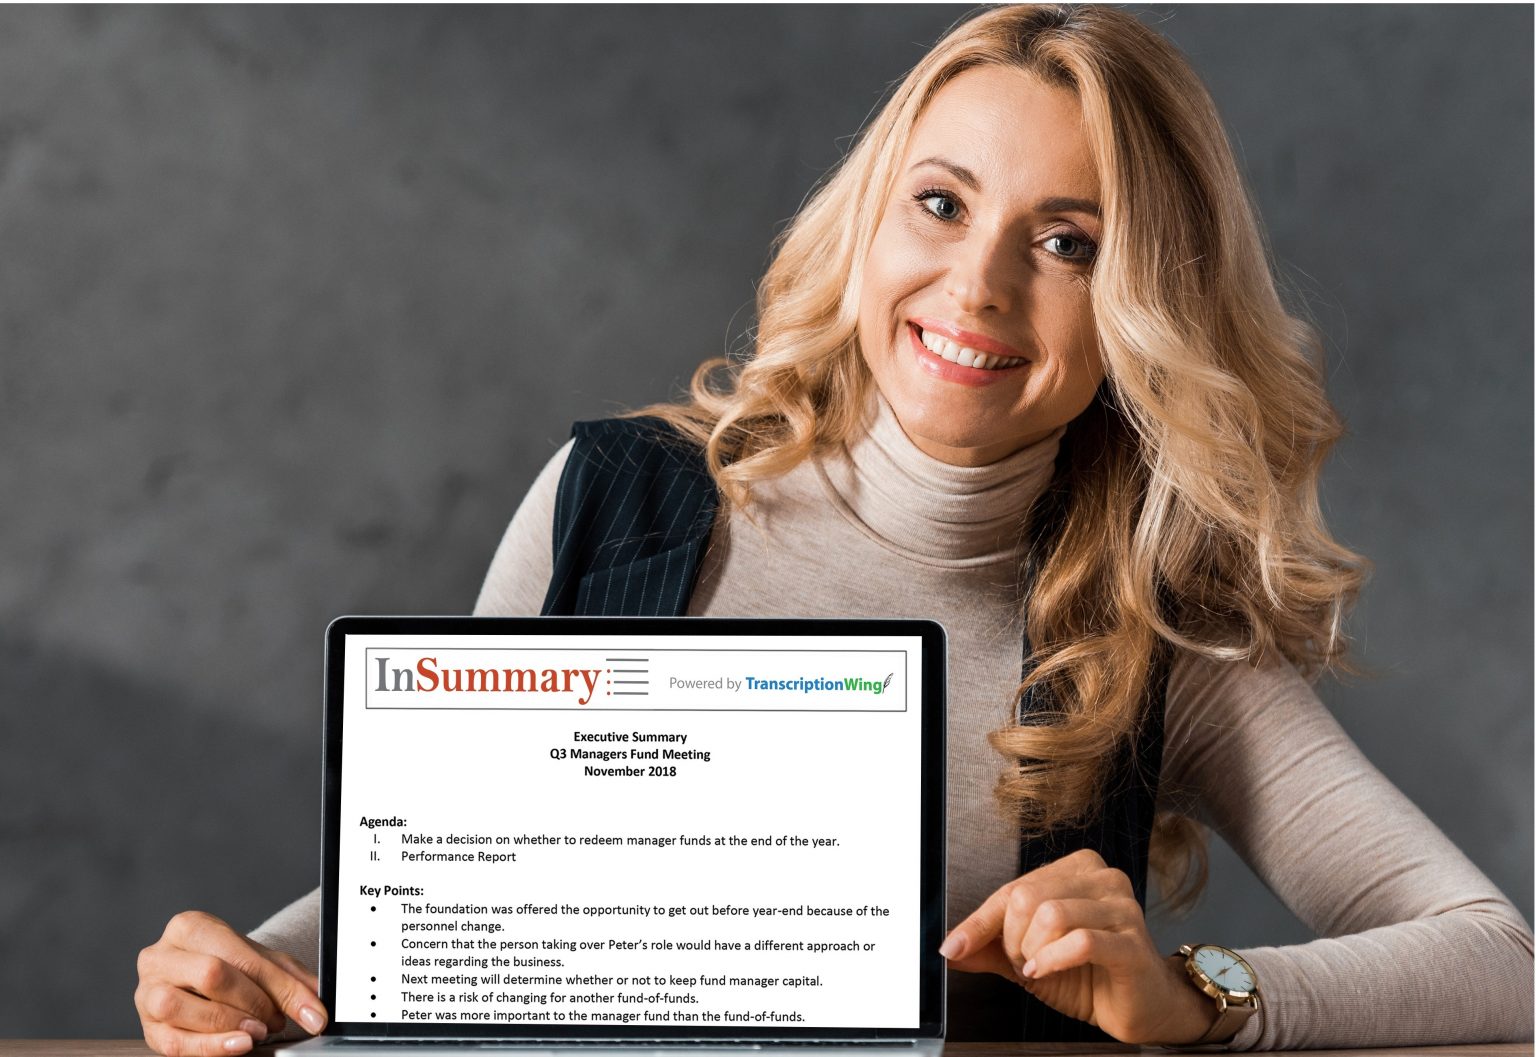 InSummary
Powered by TranscriptionWing
Executive Summary
Q3 Managers Fund Meeting
November 2018
Agenda:
I. Make a decision on whether to redeem manager funds at the end of the year.
II. Performance Report
Key Points:
• The foundation was offered the opportunity to get out before year-end because of the
personnel change.
• Concern that the person taking over Peter’s role would have a different approach or
ideas regarding the business.
• Next meeting will determine whether or not to keep fund manager capital.
• There is a risk of changing for another fund-of-funds.
• Peter was more important to the manager fund than the fund-of-funds.